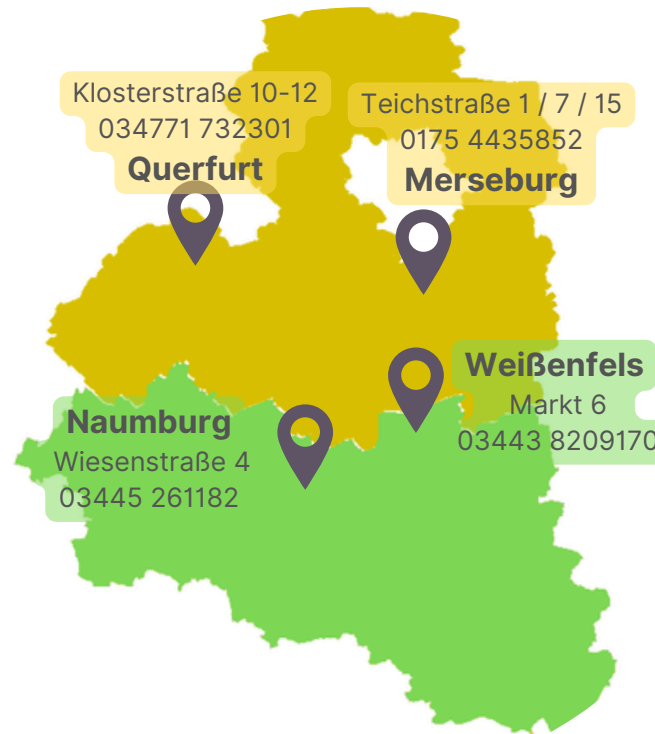 Klosterstraße 10-12
034771 732301
Querfurt
Teichstraße 1 / 7 / 15
0175 4435852
Merseburg
Weißenfels
Markt 6
03443 8209170
Naumburg
Wiesenstraße 4
03445 261182